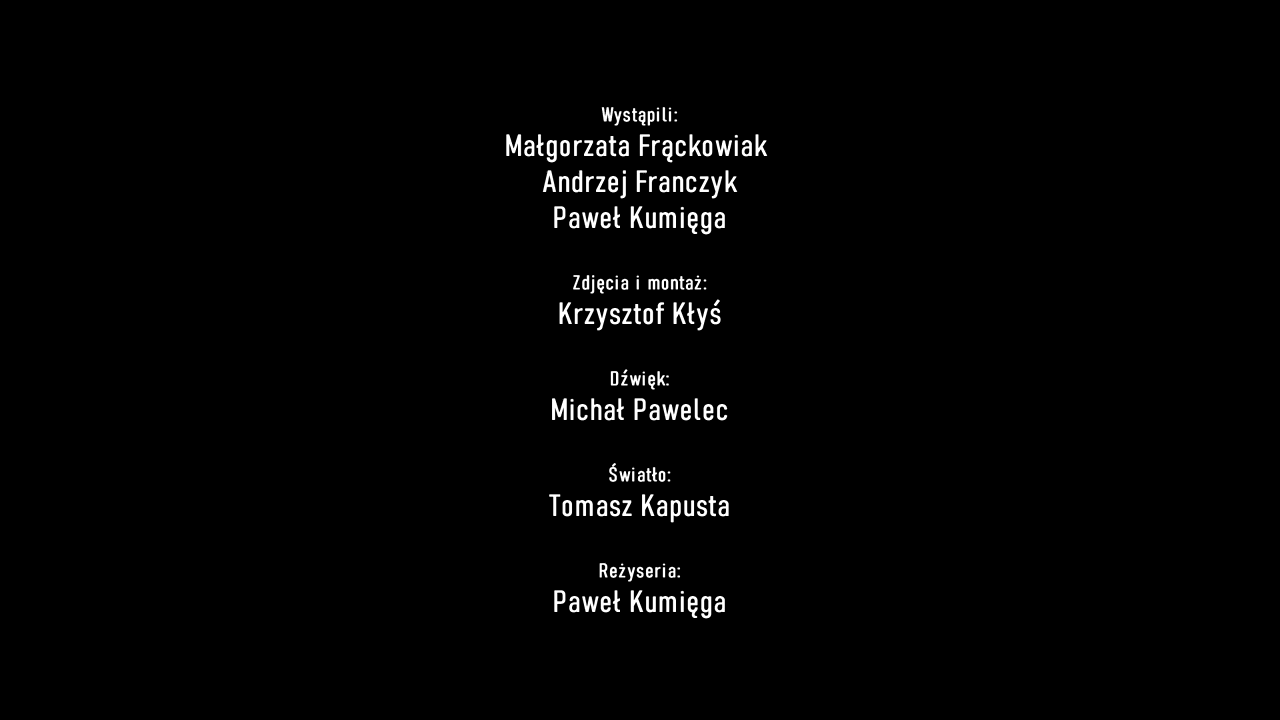 Wystąpili:
Małgorzata Frąckowiak
Andrzej Franczyk
Paweł Kumięga
Zdjęcia i montaż:
Krzysztof Kłyś
Dźwięk:
Michał Pawelec
Światło:
Tomasz Kapusta
Reżyseria:
Paweł Kumięga